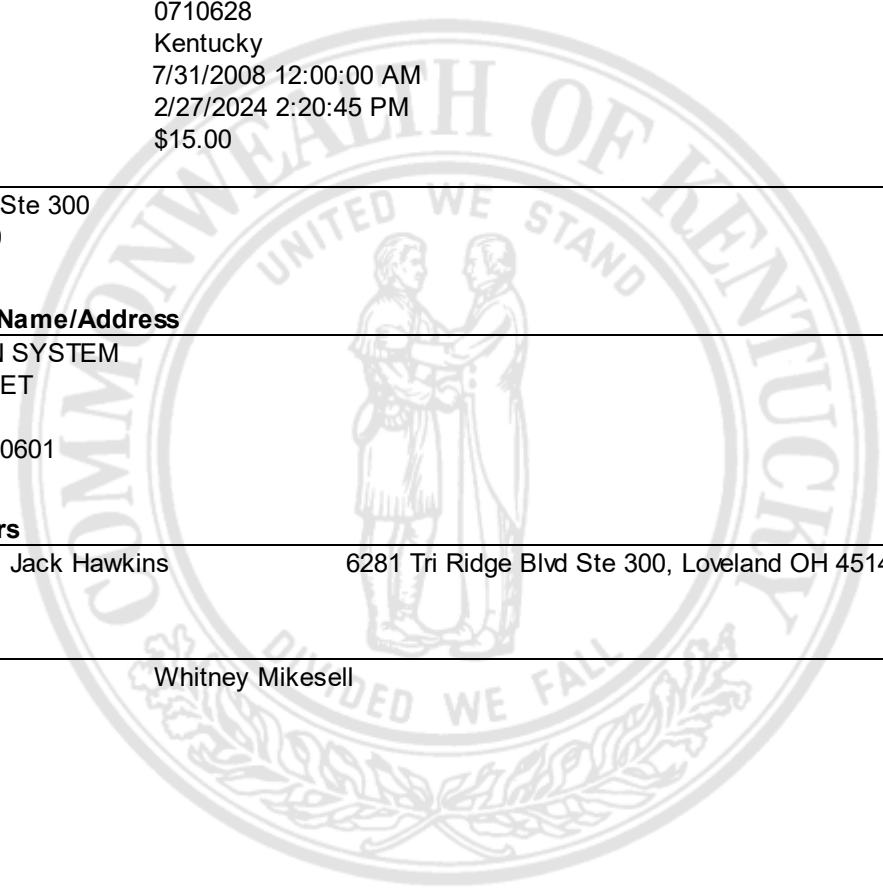 0710628
Kentucky
7/31/2008 12:00:00 AM
2/27/2024 2:20:45 PM
$15.00
Ste 300
Name/Address
SYSTEM
ET
0601
rs
Jack Hawkins 6281 Tri Ridge Blvd Ste 300, Loveland OH 4514
Whitney Mikesell
COMMONWEALTH OF KENTUCKY
UNITED WE STAND
DIVIDED WE FALL